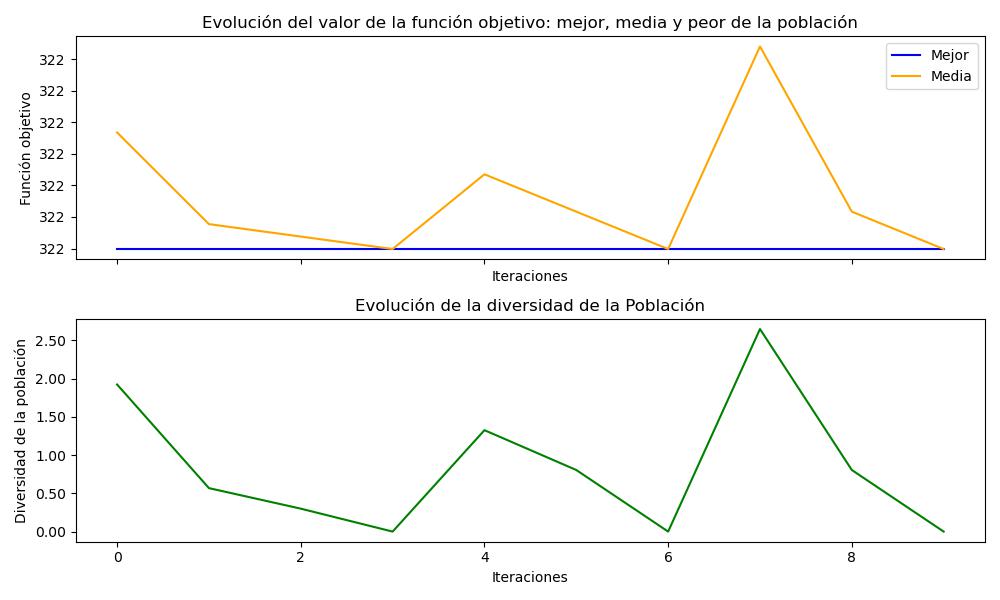 Evolución del valor de la función objetivo: mejor, media y peor de la población
322
322
322
322
322
322
322
Función objetivo
Mejor
Media
Iteraciones
Evolución de la diversidad de la Población
2.50
2.00
1.50
1.00
0.50
0.00
Diversidad de la población
0 2 4 6 8
Iteraciones